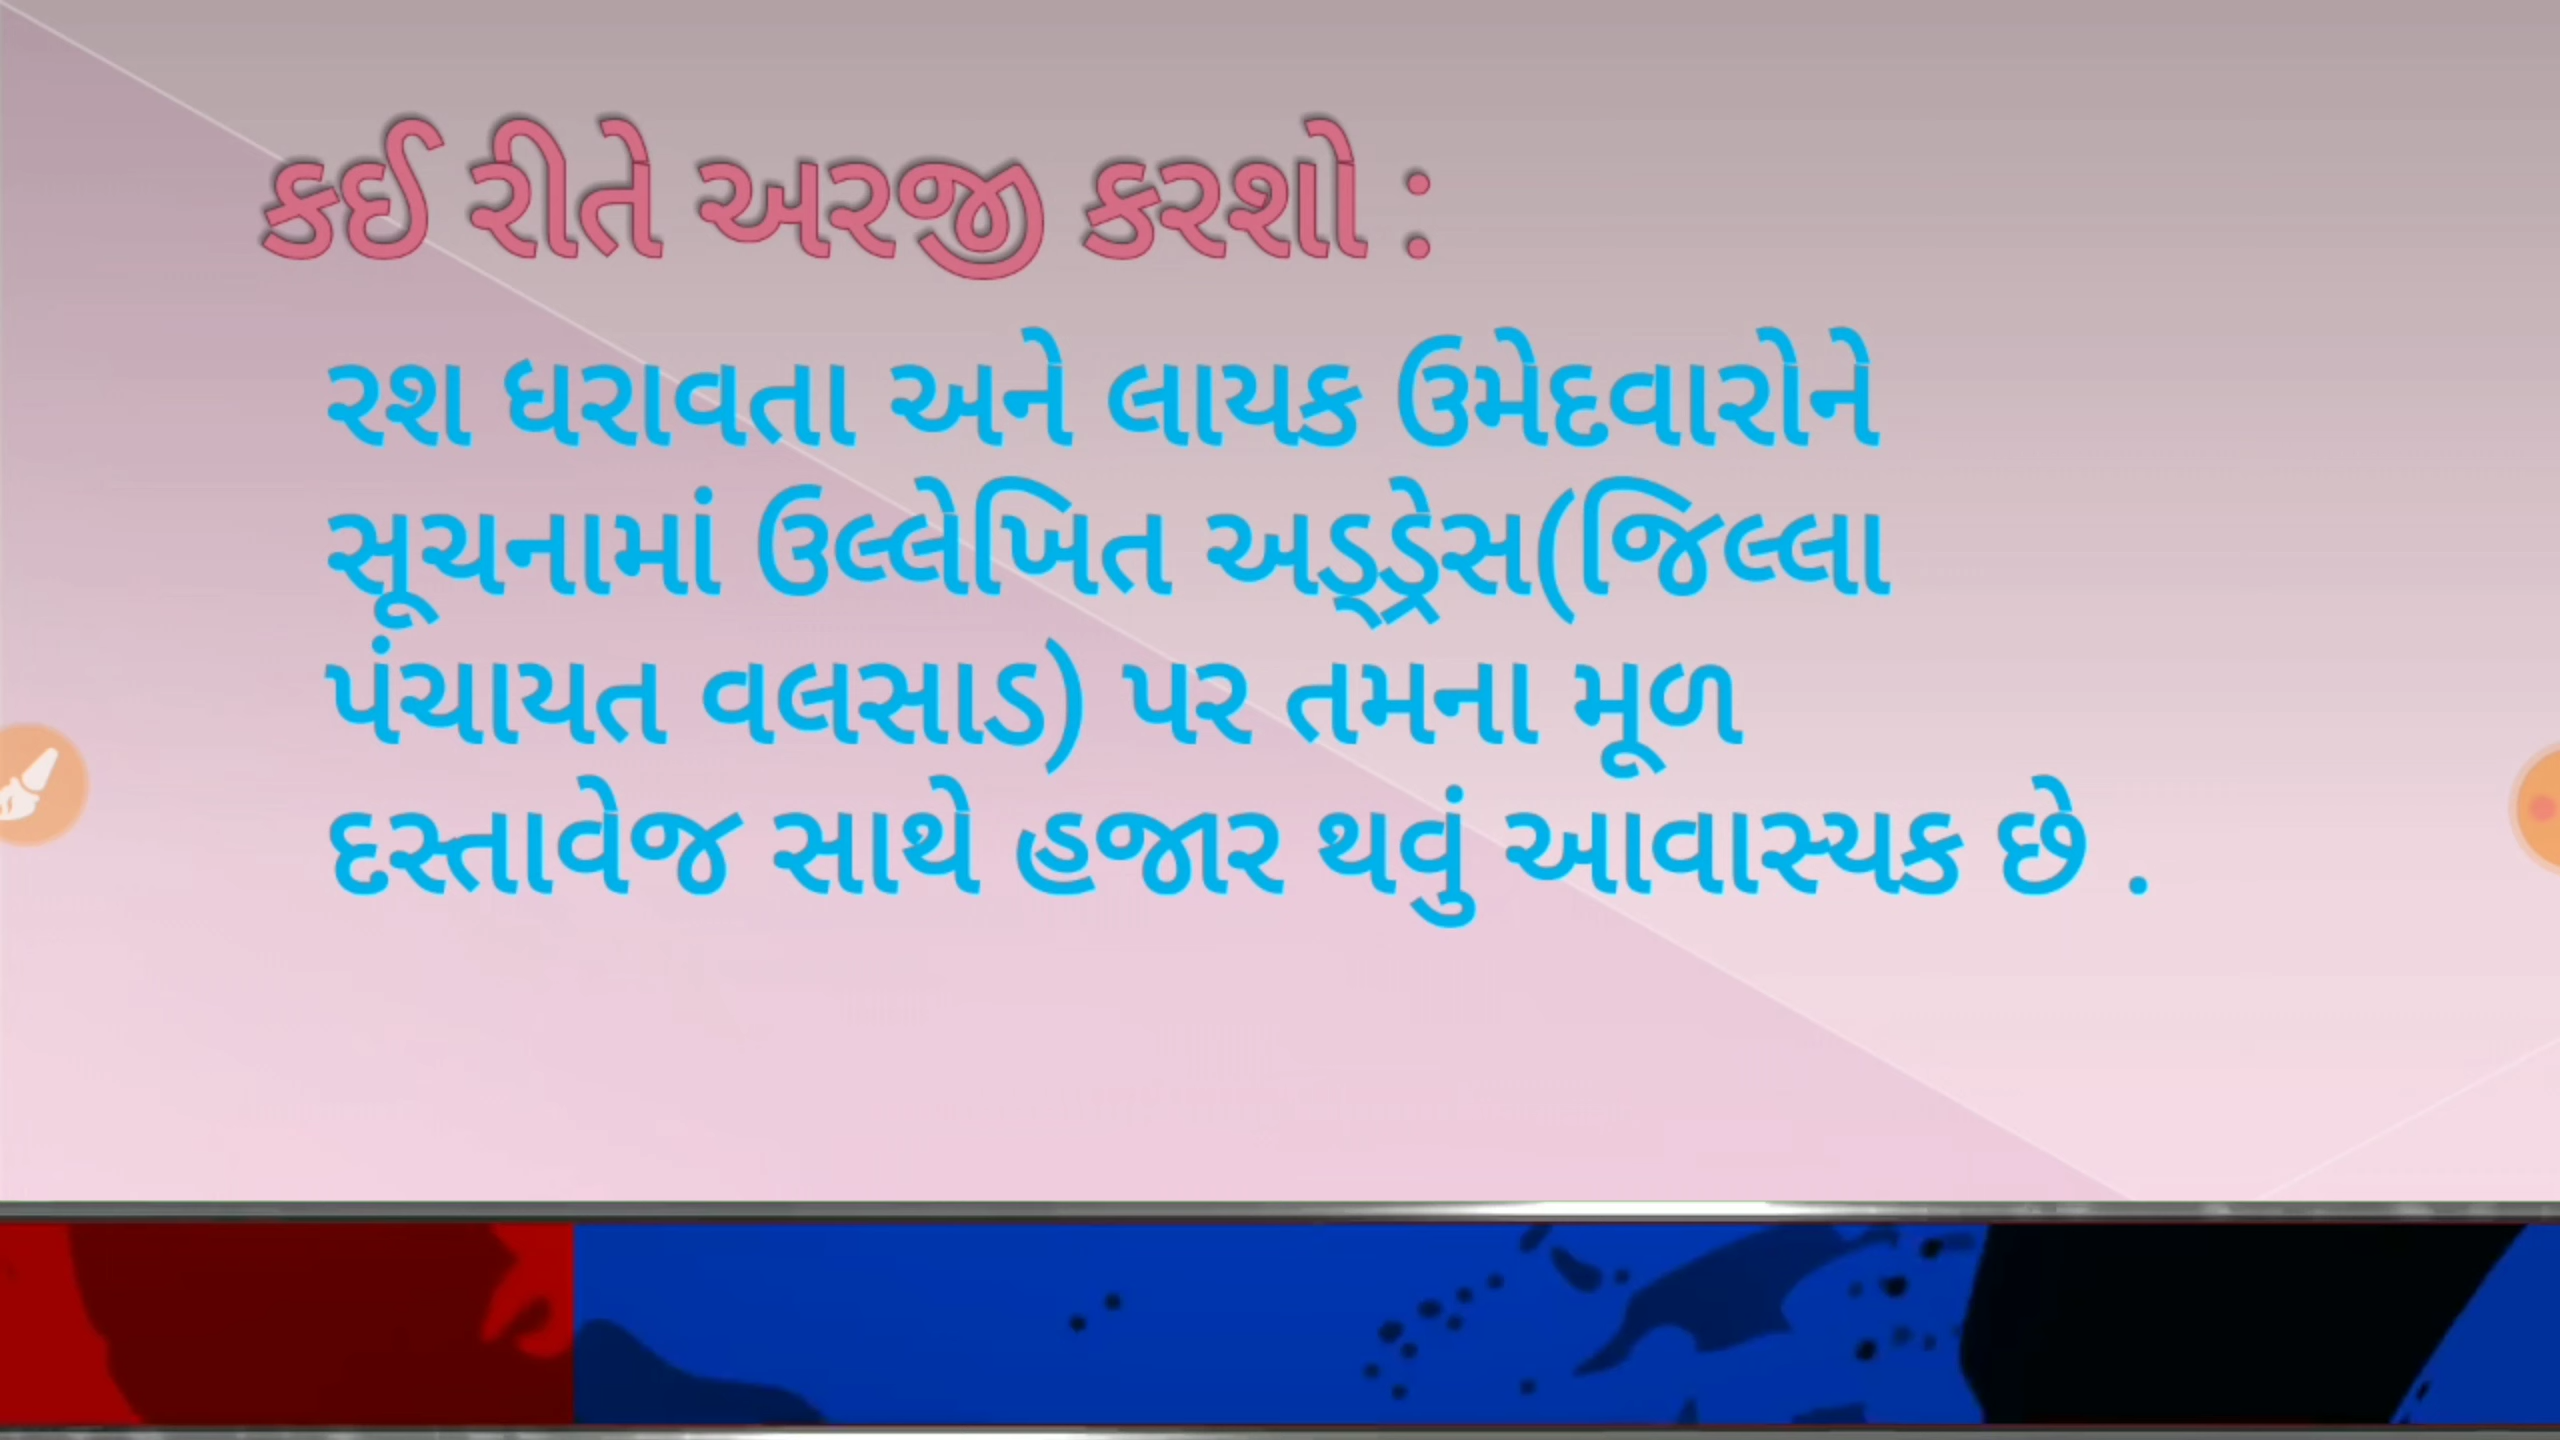 કઈ રીતે અરજી કરશો :
રશ ધરાવતા અને લાયક ઉમેદવારોને
સૂચનામાં ઉલ્લેખિત અડ્ડ્રેસ(જિલ્લા
પંચાયત વલસાડ) પર તમના મૂળ
દસ્તાવેજ સાથે હજાર થવું આવાસ્યક છે .